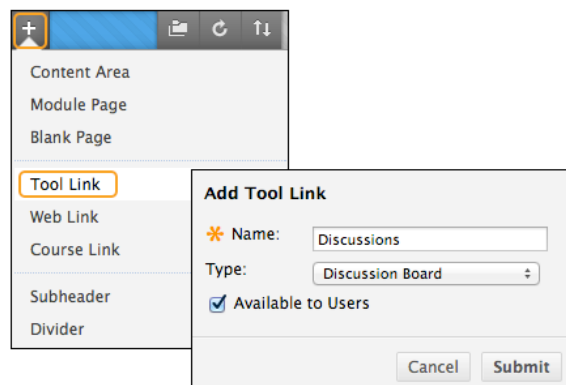 Content Area
Module Page
Blank Page
Tool Link
Web Link
Course Link
Subheader
Divider
Add Tool Link
Name:
Discussions
Type:
Discussion Board
Available to Users
Cancel
Submit